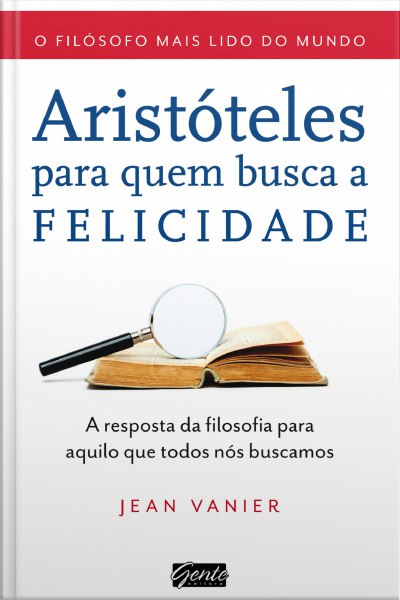 O FILÓSOFO MAIS LIDO DO MUNDO
Aristóteles
para quem busca a
FELICIDADE
A resposta da filosofia para
aquilo que todos nós buscamos
JEAN VANIER
Gente
editora